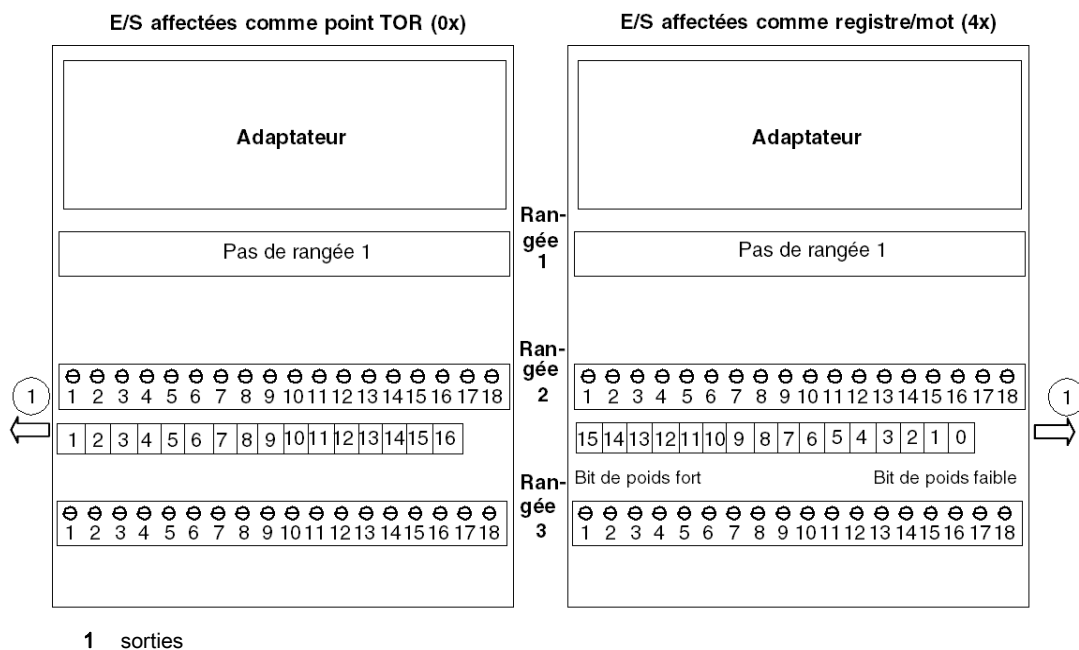 E/S affectées comme point TOR (0x)
E/S affectées comme registre/mot (4x)
Adaptateur
Adaptateur
Ran-
gée
1
Pas de rangée 1
Pas de rangée 1
Ran-
gée
2
1 2 3 4 5 6 7 8 9 10 11 12 13 14 15 16 17 18
1 2 3 4 5 6 7 8 9 10 11 12 13 14 15 16 17 18
1
1
1 2 3 4 5 6 7 8 9 10 11 12 13 14 15 16
15 14 13 12 11 10 9 8 7 6 5 4 3 2 1 0
Bit de poids fort
Bit de poids faible
Ran-
gée
3
1 2 3 4 5 6 7 8 9 10 11 12 13 14 15 16 17 18
1 2 3 4 5 6 7 8 9 10 11 12 13 14 15 16 17 18
1 sorties